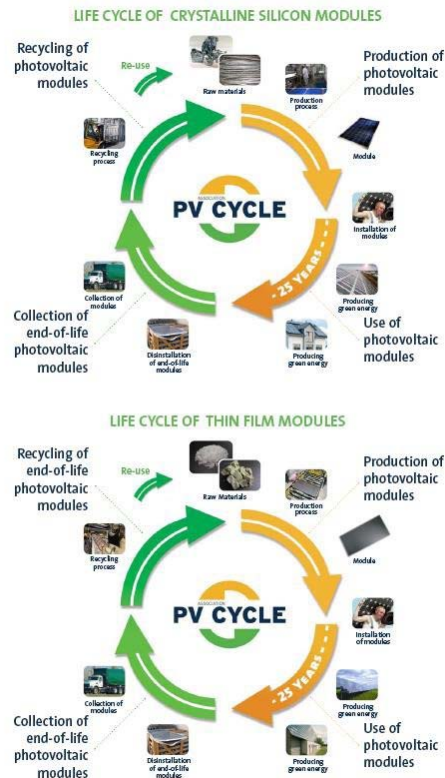 LIFE CYCLE OF CRYSTALLINE SILICON MODULES
Recycling of
photovoltaic
modules
Re-use
Raw materials
Production
process
Production of
photovoltaic
modules
Module
Recycling
process
ASSOCIATION
PV CYCLE
Installation
of modules
- 25 YEARS -
Producing
green energy
Collection of
modules
Collection of
end-of-life
photovoltaic
modules
Disinstallation
of end-of-life
modules
Producing
green energy
Use of
photovoltaic
modules
LIFE CYCLE OF THIN FILM MODULES
Recycling of
end-of-life
photovoltaic
modules
Re-use
Raw Materials
Production
process
Production of
photovoltaic
modules
Module
Recycling
process
ASSOCIATION
PV CYCLE
Installation
of modules
- 25 YEARS -
Producing
green energy
Collection of
modules
Collection of
end-of-life
photovoltaic
modules
Disinstallation
of end-of-life
modules
Producing
green energy
Use of
photovoltaic
modules